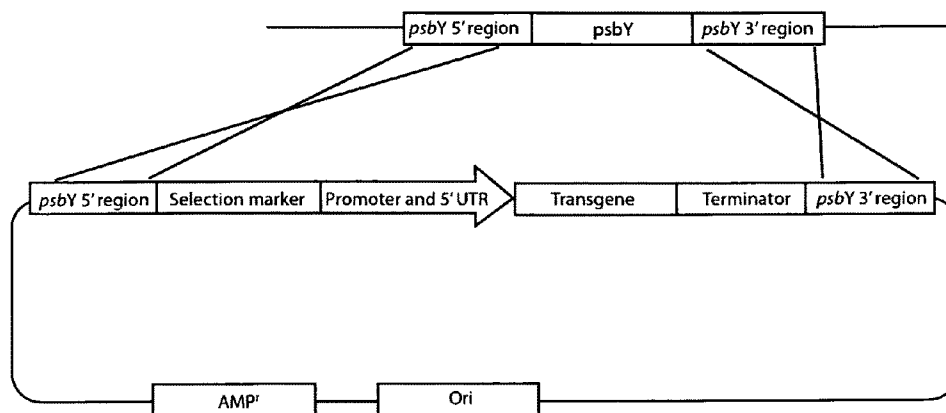 psbY 5' region psbY psbY 3' region
psbY 5' region Selection marker Promoter and 5' UTR Transgene Terminator psbY 3' region
AMPʳ Ori